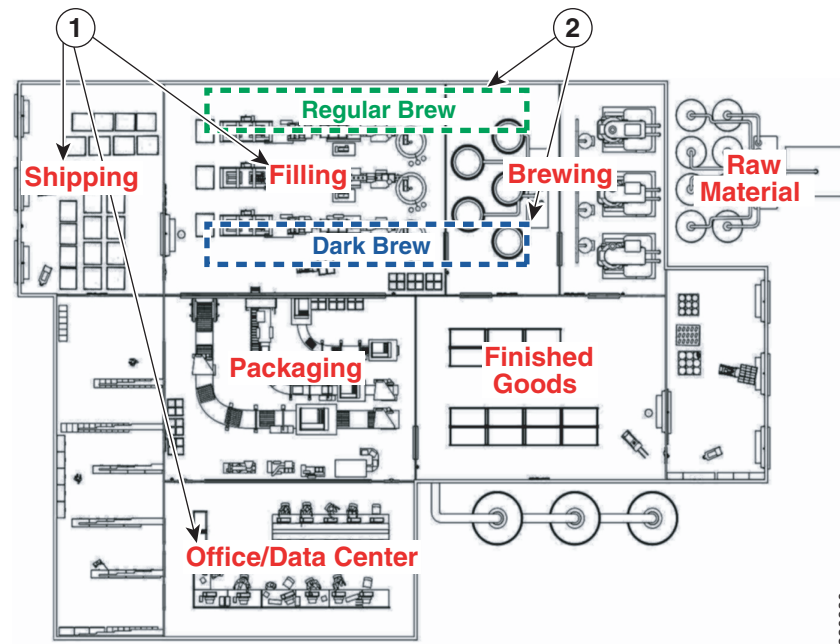 1
2
Regular Brew
Shipping
Filling
Brewing
Raw
Material
Dark Brew
Packaging
Finished
Goods
Office/Data Center